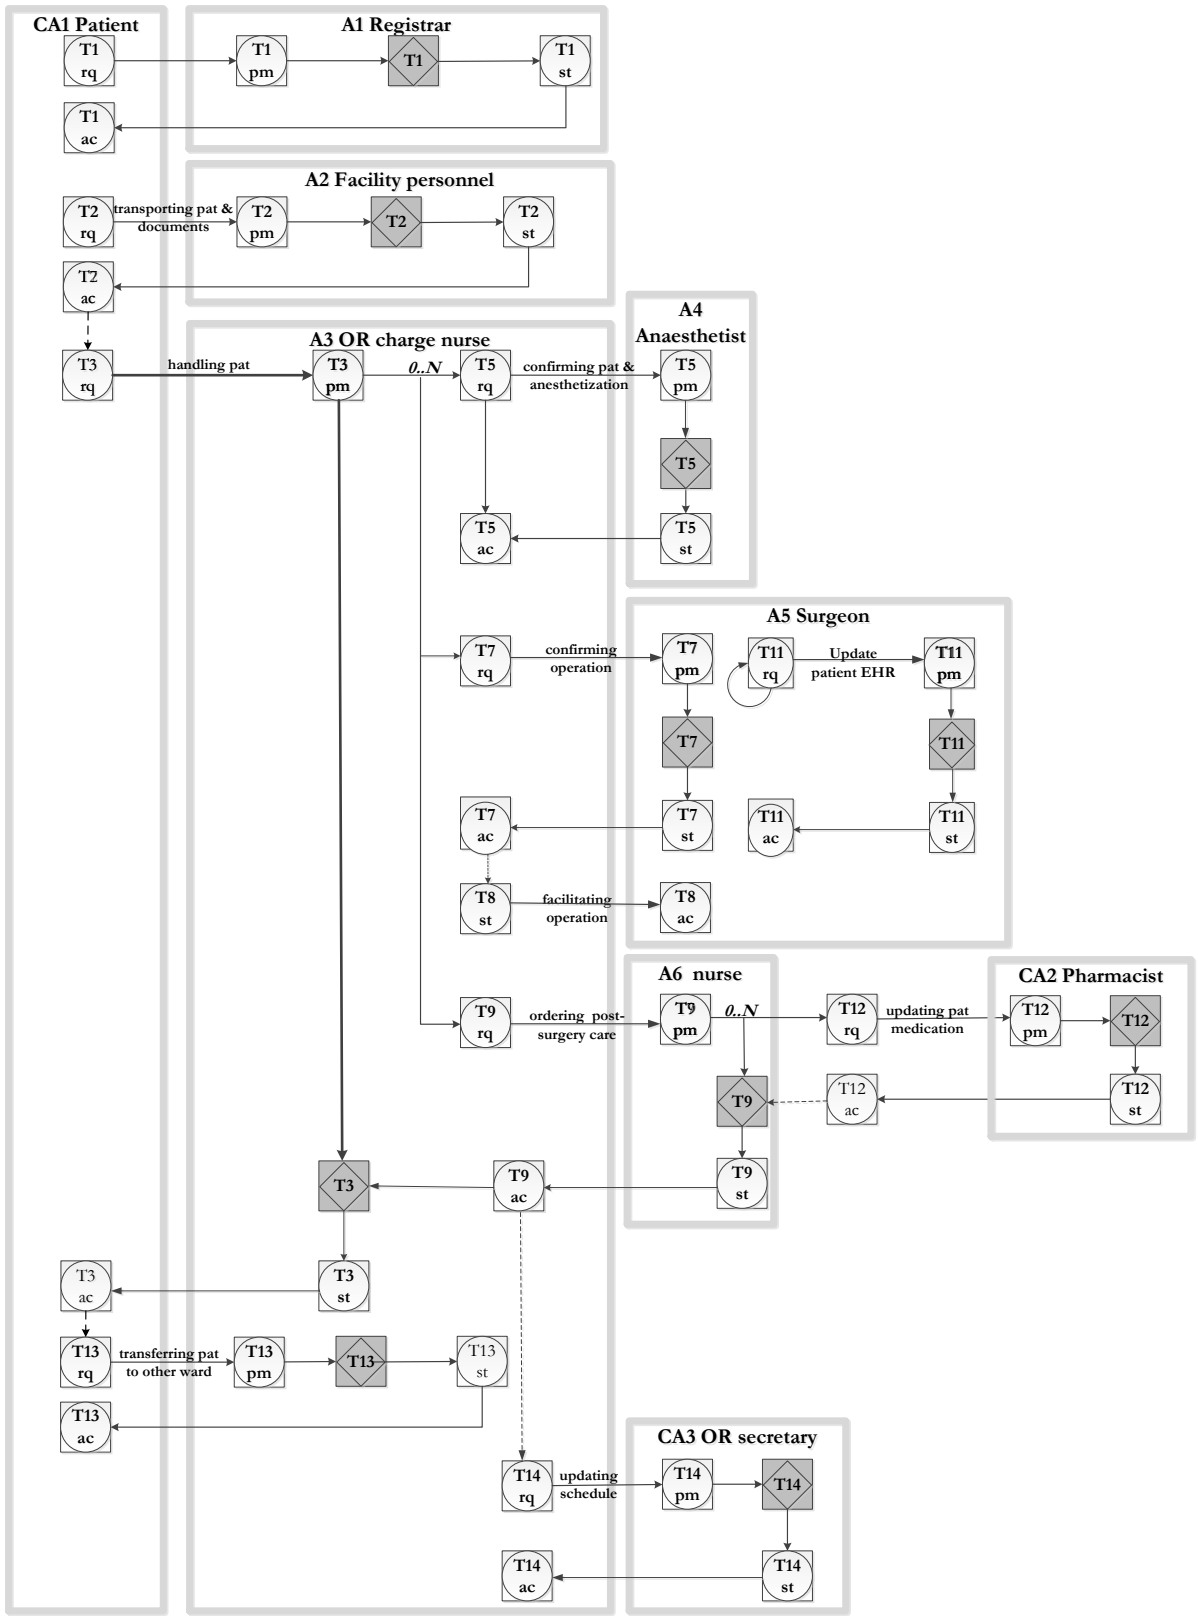 CA1 Patient
A1 Registrar
T1
rq
T1
pm
T1
T1
st
T1
ac
A2 Facility personnel
T2
rq
transporting pat &
documents
T2
pm
T2
T2
st
T2
ac
A4
Anaesthetist
A3 OR charge nurse
T3
rq
handling pat
T3
pm
0..N
T5
rq
confirming pat &
anesthetization
T5
pm
T5
T5
ac
T5
st
A5 Surgeon
T7
rq
confirming
operation
T7
pm
T11
rq
Update
patient EHR
T11
pm
T7
T11
T7
ac
T7
st
T11
ac
T11
st
T8
st
facilitating
operation
T8
ac
A6 nurse
CA2 Pharmacist
T9
rq
ordering post-
surgery care
T9
pm
0..N
T12
rq
updating pat
medication
T12
pm
T12
T9
T12
ac
T12
st
T3
T9
ac
T9
st
T3
ac
T3
st
T13
rq
transferring pat
to other ward
T13
pm
T13
T13
st
T13
ac
CA3 OR secretary
T14
rq
updating
schedule
T14
pm
T14
T14
ac
T14
st